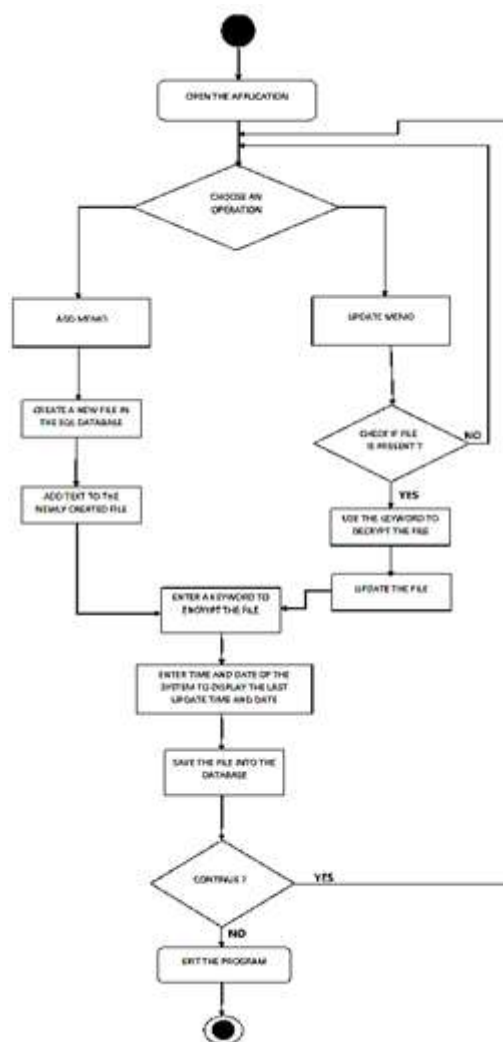 OPEN THE APPLICATION
CHOOSE AN
OPERATION
ADD MEMO
UPDATE MEMO
CREATE A NEW FILE IN
THE SQL DATABASE
CHECK IF FILE
IS PRESENT ?
NO
ADD TEXT TO THE
NEWLY CREATED FILE
YES
USE THE KEYWORD TO
DECRYPT THE FILE
UPDATE THE FILE
ENTER A KEYWORD TO
ENCRYPT THE FILE
ENTER TIME AND DATE OF THE
SYSTEM TO DISPLAY THE LAST
UPDATE TIME AND DATE
SAVE THE FILE INTO THE
DATABASE
CONTINUE ?
YES
NO
EXIT THE PROGRAM